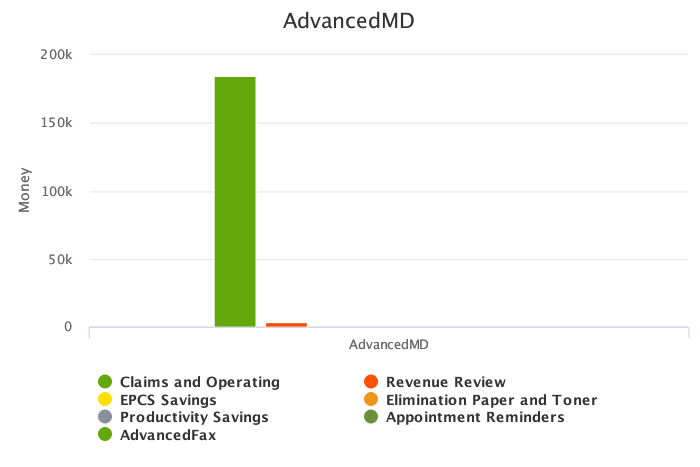 AdvancedMD
200k
150k
100k
50k
0
Money
AdvancedMD
Claims and Operating
Revenue Review
EPCS Savings
Elimination Paper and Toner
Productivity Savings
Appointment Reminders
AdvancedFax